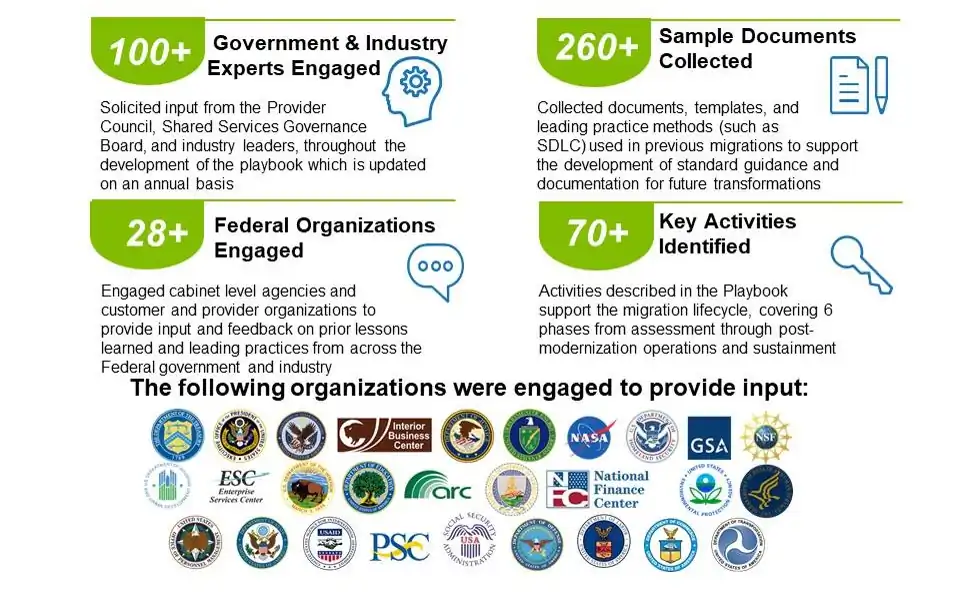 100+
Government & Industry
Experts Engaged
Solicited input from the Provider
Council, Shared Services Governance
Board, and industry leaders, throughout the
development of the playbook which is updated
on an annual basis
260+
Sample Documents
Collected
Collected documents, templates, and
leading practice methods (such as
SDLC) used in previous migrations to support
the development of standard guidance and
documentation for future transformations
28+
Federal Organizations
Engaged
Engaged cabinet level agencies and
customer and provider organizations to
provide input and feedback on prior lessons
learned and leading practices from across the
Federal government and industry
70+
Key Activities
Identified
Activities described in the Playbook
support the migration lifecycle, covering 6
phases from assessment through post-
modernization operations and sustainment
The following organizations were engaged to provide input:
Interior
Business
Center
NASA
GSA
NSF
ESC
Enterprise
Services Center
arc
NFC
National
Finance
Center
USAID
PSC
SOCIAL SECURITY
USA
ADMINISTRATION